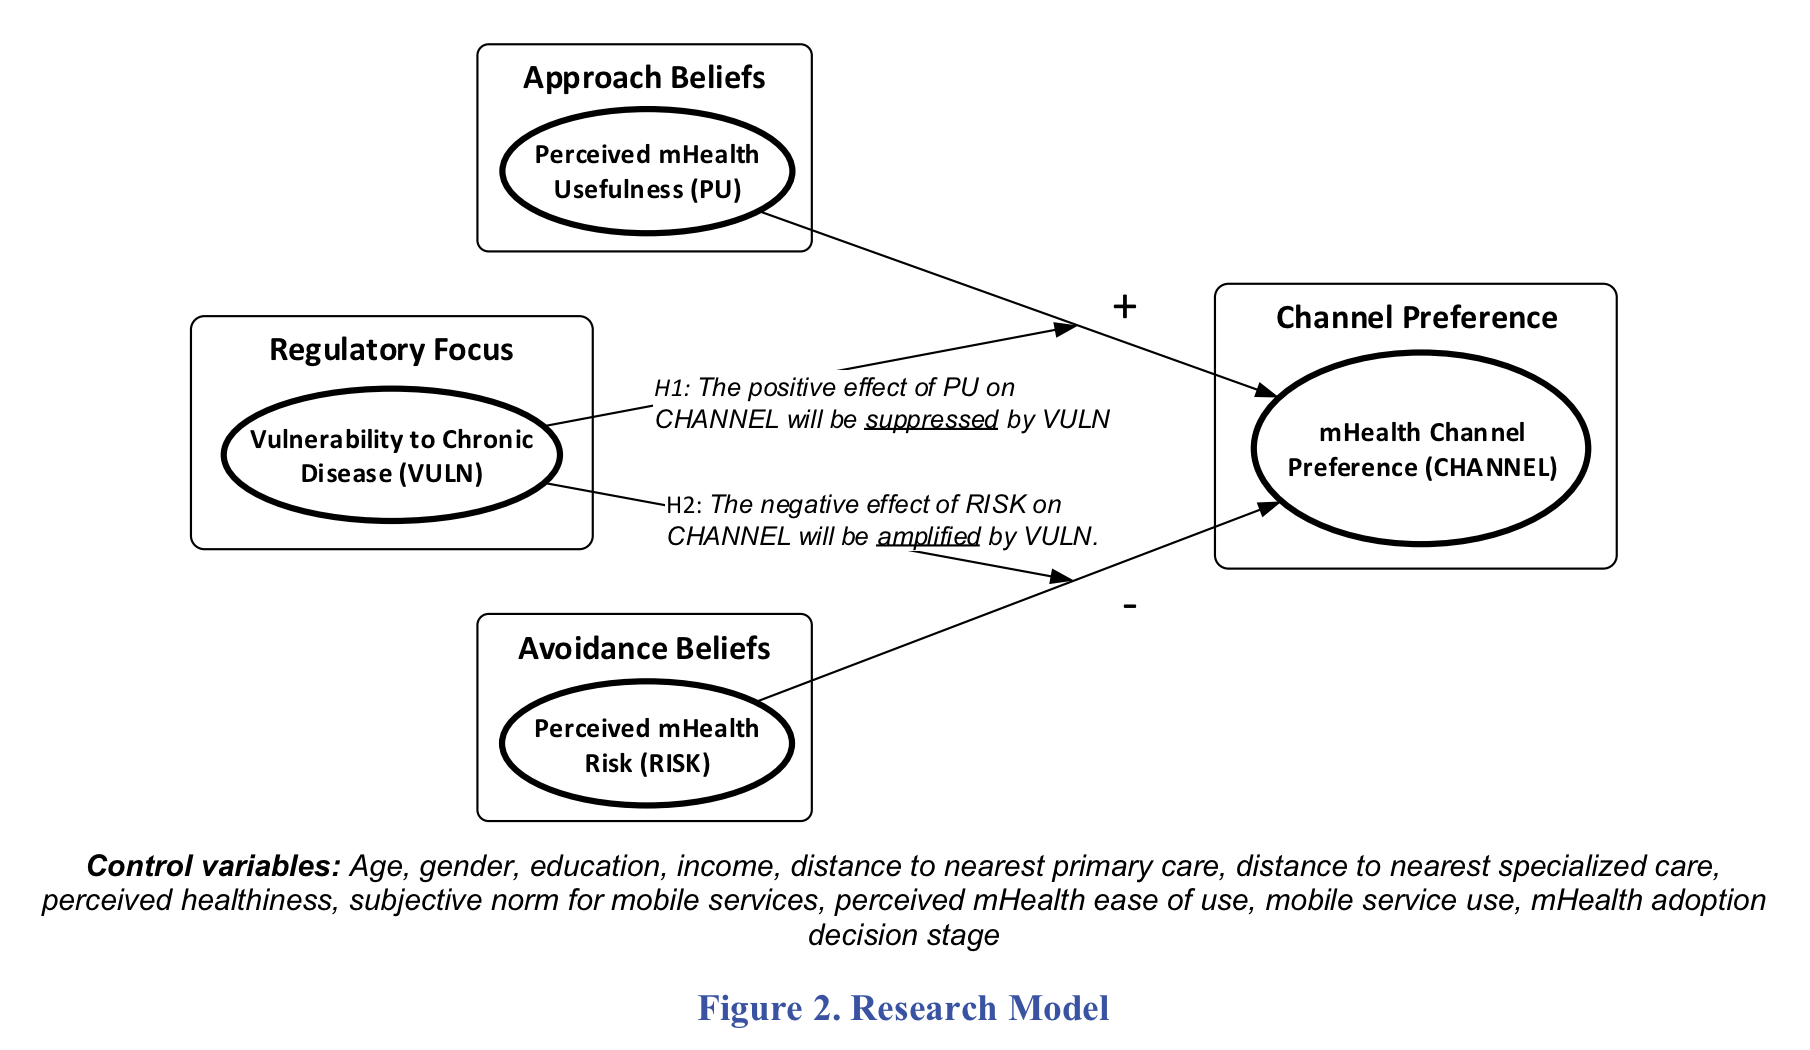 Approach Beliefs
Perceived mHealth
Usefulness (PU)
+
Channel Preference
mHealth Channel
Preference (CHANNEL)
Regulatory Focus
Vulnerability to Chronic
Disease (VULN)
H1: The positive effect of PU on
CHANNEL will be suppressed by VULN
H2: The negative effect of RISK on
CHANNEL will be amplified by VULN.
-
Avoidance Beliefs
Perceived mHealth
Risk (RISK)
Control variables: Age, gender, education, income, distance to nearest primary care, distance to nearest specialized care,
perceived healthiness, subjective norm for mobile services, perceived mHealth ease of use, mobile service use, mHealth adoption
decision stage
Figure 2. Research Model